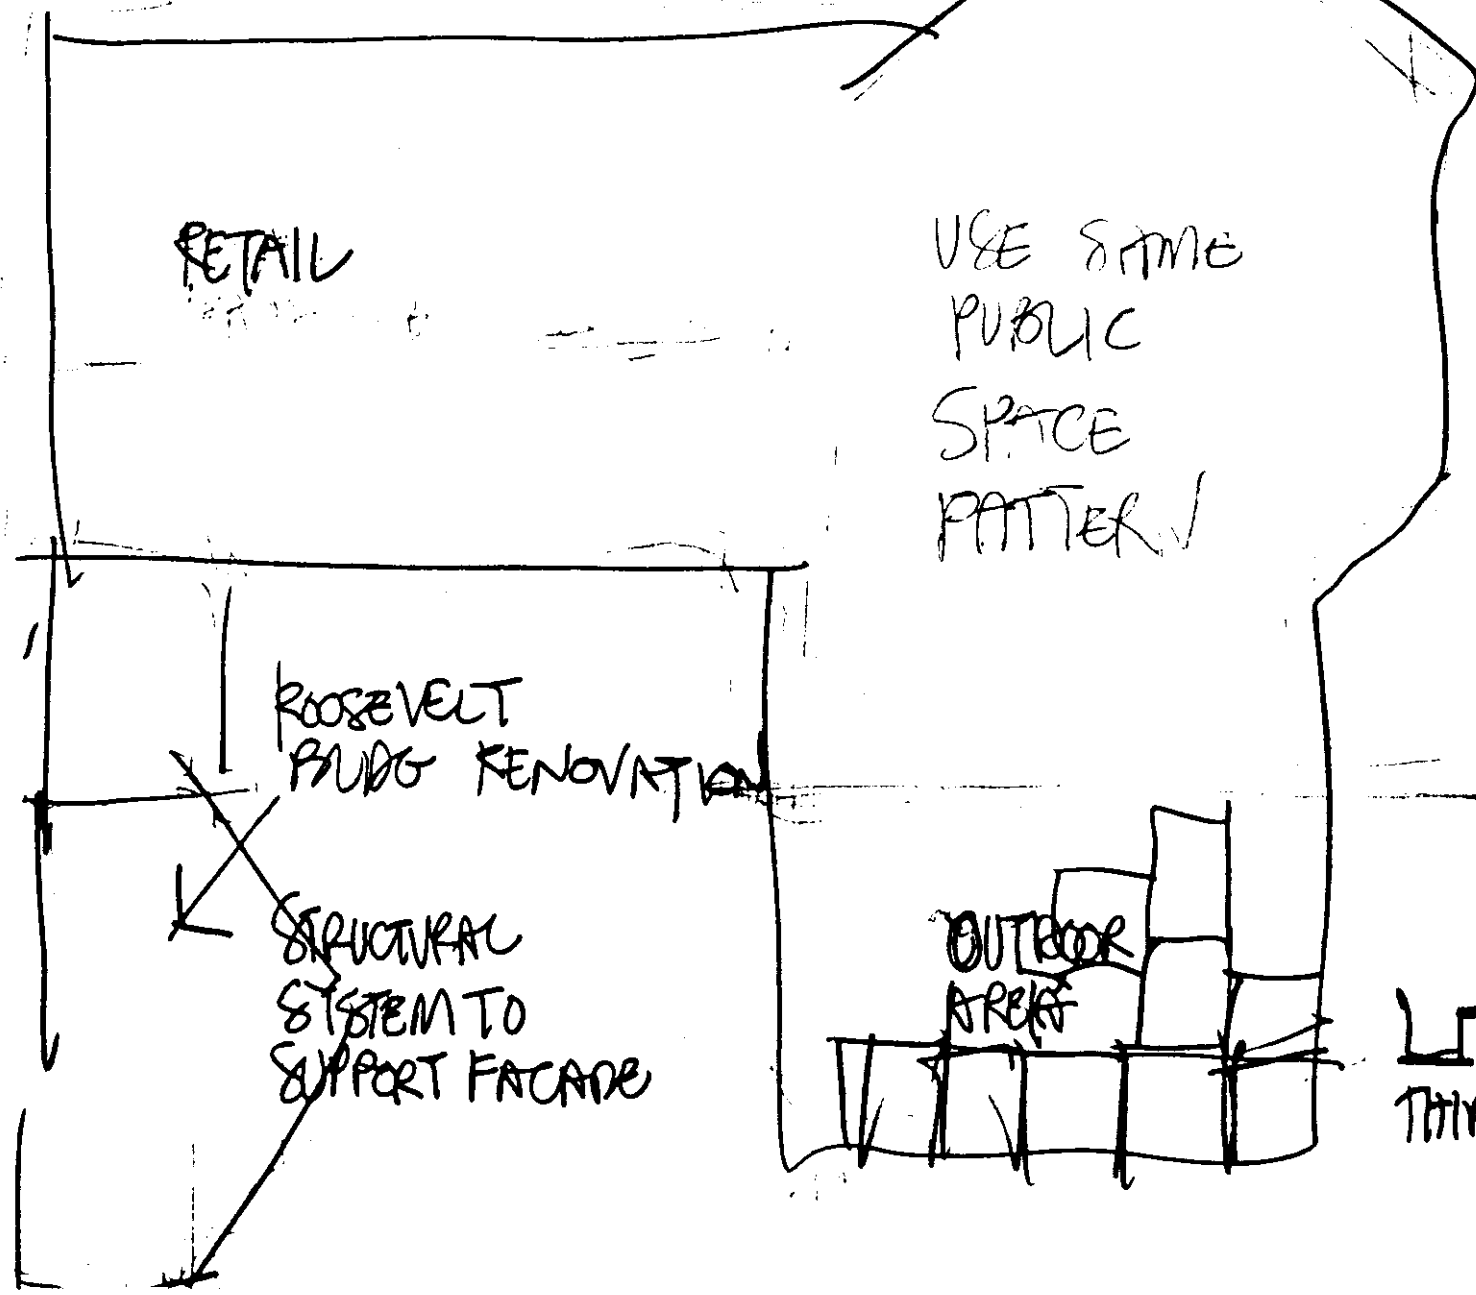 RETAIL
USE SAME
PUBLIC
SPACE
PATTERN
ROOSEVELT
BLDG RENOVATION
STRUCTURAL
SYSTEM TO
SUPPORT FACADE
OUTDOOR
AREA